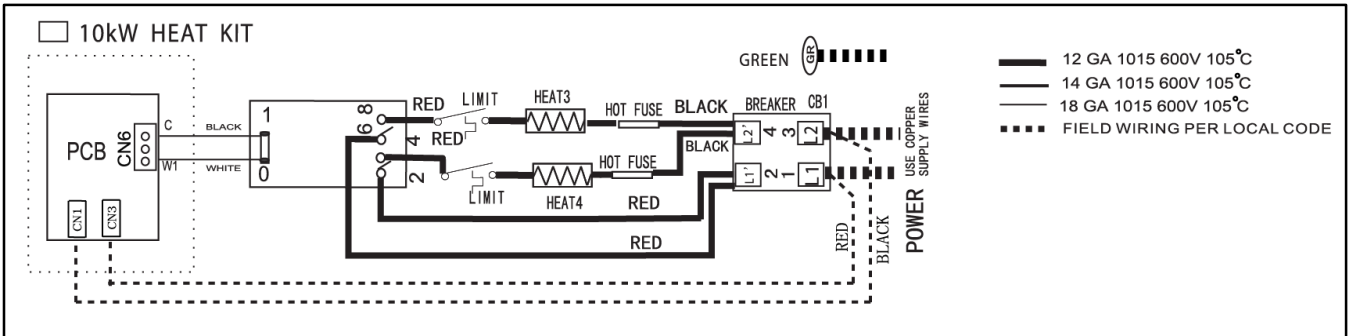 10kW HEAT KIT
GREEN GR
12 GA 1015 600V 105°C
14 GA 1015 600V 105°C
18 GA 1015 600V 105°C
FIELD WIRING PER LOCAL CODE
PCB
CN6
C
W1
CN1
CN3
BLACK
WHITE
1
0
8
6
4
2
RED
LIMIT
HEAT3
HOT FUSE
BLACK
RED
LIMIT
HEAT4
HOT FUSE
BLACK
RED
RED
BREAKER CB1
L2' 4 3 L2
L1' 2 1 L1
RED
BLACK
POWER
USE COPPER
SUPPLY WIRES